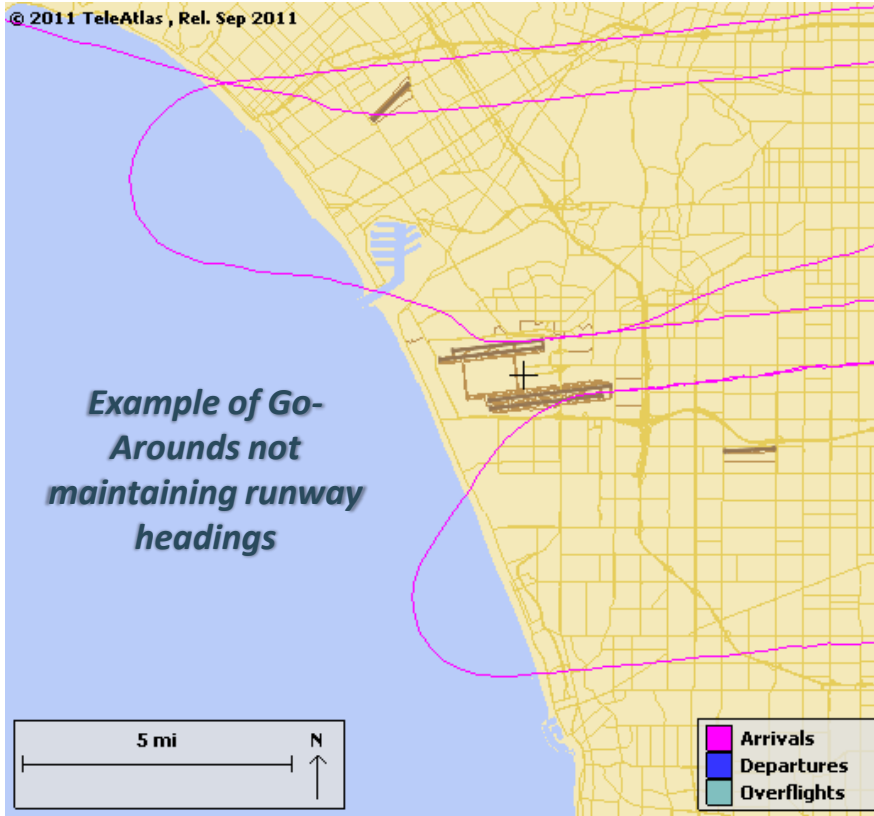 © 2011 TeleAtlas , Rel. Sep 2011
Example of Go-
Arounds not
maintaining runway
headings
5 mi
N
Arrivals
Departures
Overflights